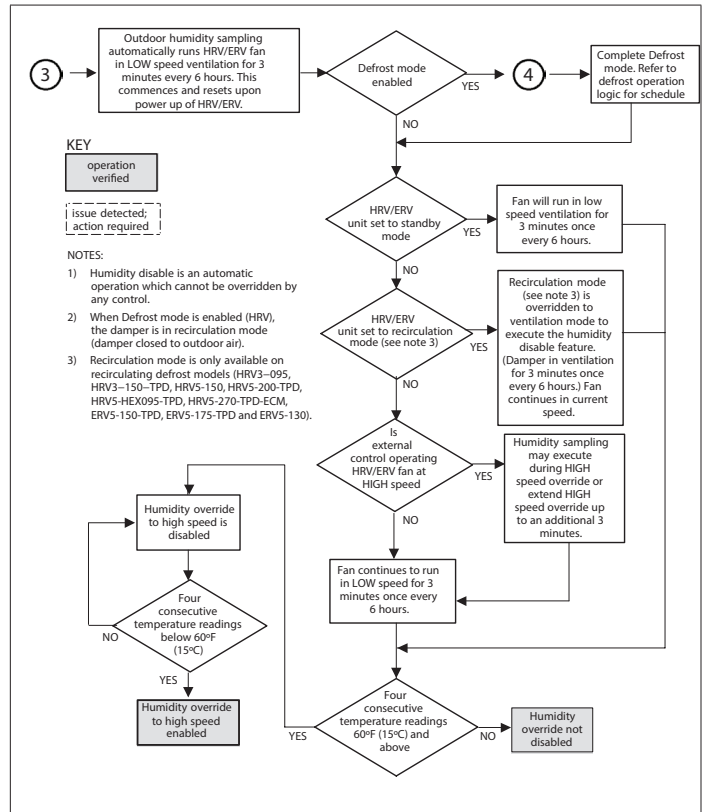 3
Outdoor humidity sampling
automatically runs HRV/ERV fan
in LOW speed ventilation for 3
minutes every 6 hours. This
commences and resets upon
power up of HRV/ERV.
Defrost mode
enabled
YES
4
Complete Defrost
mode. Refer to
defrost operation
logic for schedule
NO
KEY
operation
verified
issue detected;
action required
NOTES:
1) Humidity disable is an automatic
operation which cannot be overridden by
any control.
2) When Defrost mode is enabled (HRV),
the damper is in recirculation mode
(damper closed to outdoor air).
3) Recirculation mode is only available on
recirculating defrost models (HRV3–095,
HRV3–150–TPD, HRV5-150, HRV5-200-TPD,
HRV5-HEX095-TPD, HRV5-270-TPD-ECM,
ERV5-150-TPD, ERV5-175-TPD and ERV5-130).
HRV/ERV
unit set to standby
mode
YES
Fan will run in low
speed ventilation for
3 minutes once
every 6 hours.
NO
HRV/ERV
unit set to recirculation
mode (see note 3)
YES
Recirculation mode
(see note 3) is
overridden to
ventilation mode to
execute the humidity
disable feature.
(Damper in ventilation
for 3 minutes once
every 6 hours.) Fan
continues in current
speed.
NO
Is
external
control operating
HRV/ERV fan at
HIGH speed
YES
Humidity sampling
may execute
during HIGH
speed override or
extend HIGH
speed override up
to an additional 3
minutes.
NO
Fan continues to run
in LOW speed for 3
minutes once every
6 hours.
Humidity override
to high speed is
disabled
Four
consecutive
temperature readings
below 60ºF
(15ºC)
NO
YES
Humidity override
to high speed
enabled
Four
consecutive
temperature readings
60ºF (15ºC) and
above
YES
NO
Humidity
override not
disabled